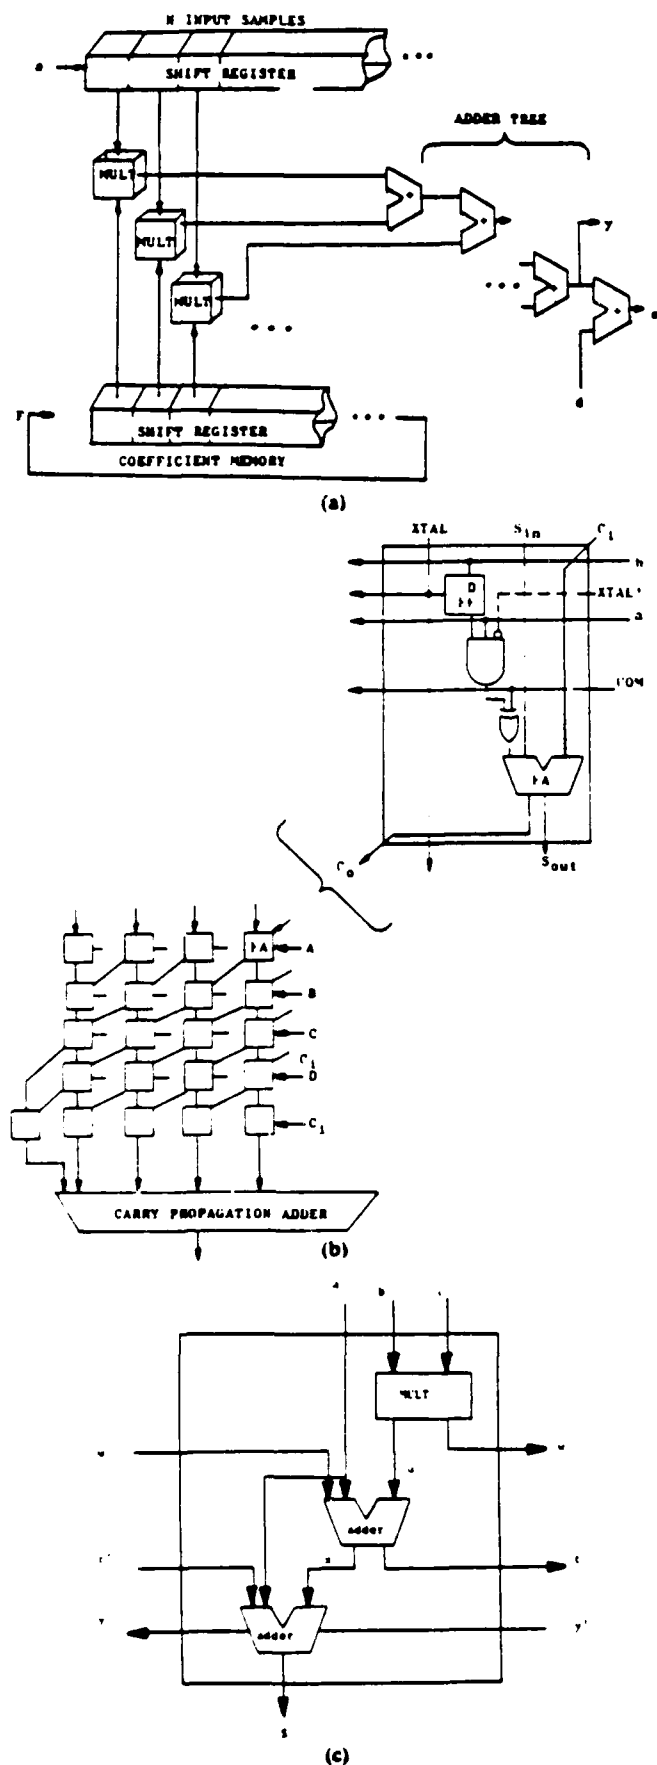 N INPUT SAMPLES
SHIFT REGISTER
ADDER TREE
MULT
MULT
MULT
+
+
+
y
d
F
SHIFT REGISTER
COEFFICIENT MEMORY
(a)
XTAL
S_in
C_i
D
FF
XTAL'
a
COM
FA
C_o
S_out
FA
A
B
C
C_i
D
C_i
CARRY PROPAGATION ADDER
(b)
b
MULT
adder
adder
y'
(c)